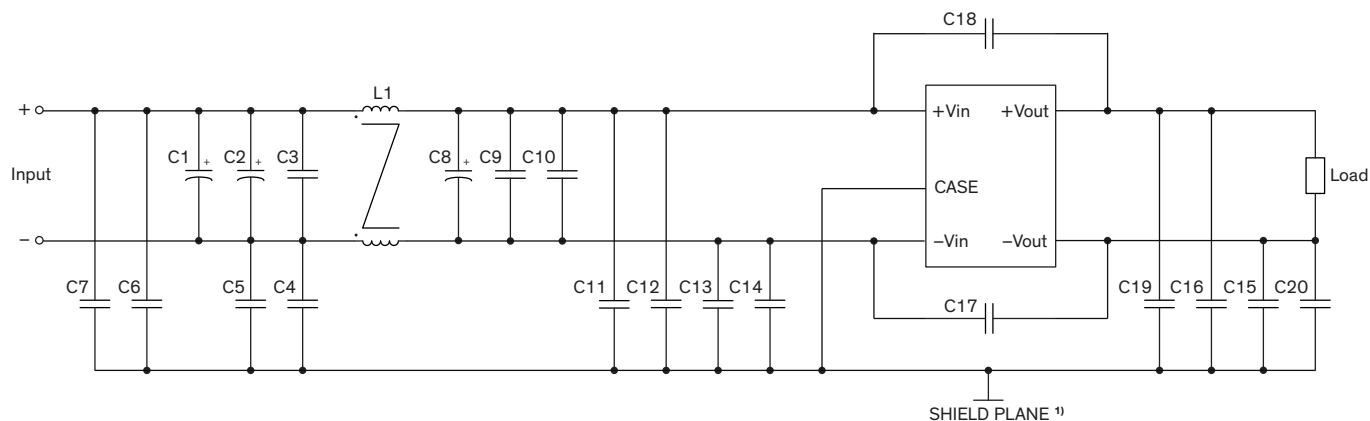 C18
L1
+
+Vin
+Vout
C1
+
C2
+
C3
C8
+
C9
C10
Input
CASE
Load
−
−Vin
−Vout
C7
C6
C5
C4
C11
C12
C13
C14
C17
C19
C16
C15
C20
SHIELD PLANE 1)